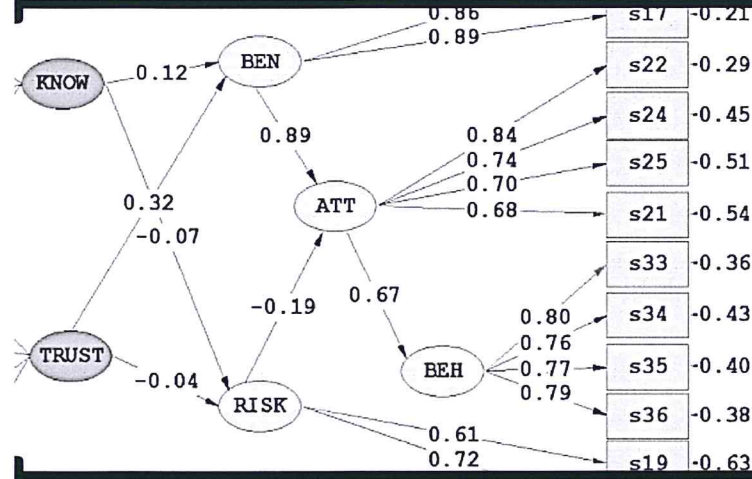 0.86
s17 -0.21
0.89
BEN
s22 -0.29
KNOW
0.12
s24 -0.45
0.89
0.84
0.74
s25 -0.51
0.70
ATT
0.68
s21 -0.54
0.32
-0.07
s33 -0.36
-0.19
0.67
0.80
s34 -0.43
0.76
TRUST
-0.04
BEH
0.77
s35 -0.40
0.79
s36 -0.38
RISK
0.61
0.72
s19 -0.63